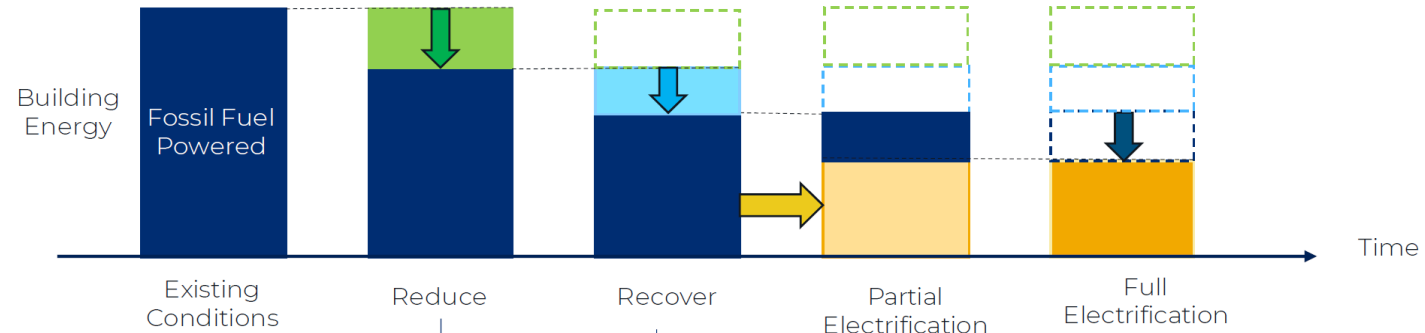 Building
Energy
Fossil Fuel
Powered
Time
Existing
Conditions
Reduce
Recover
Partial
Electrification
Full
Electrification